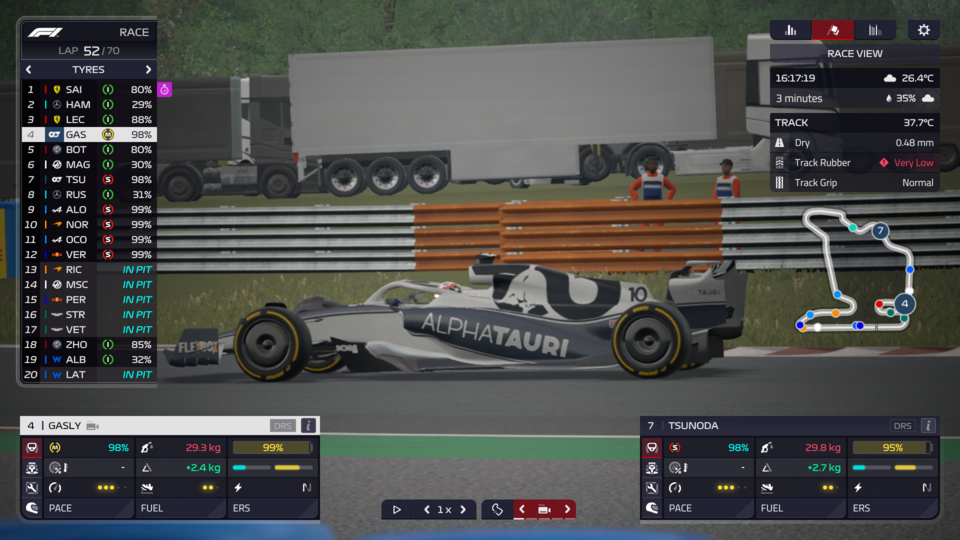 F1 RACE
LAP 52/70
TYRES
1 SAI I 80%
2 HAM I 29%
3 LEC I 88%
4 GAS M 98%
5 BOT I 80%
6 MAG I 30%
7 TSU S 98%
8 RUS I 31%
9 ALO S 99%
10 NOR S 99%
11 OCO S 99%
12 VER S 99%
13 RIC IN PIT
14 MSC IN PIT
15 PER IN PIT
16 STR IN PIT
17 VET IN PIT
18 ZHO I 85%
19 ALB I 32%
20 LAT IN PIT
RACE VIEW
16:17:19 26.4°C
3 minutes 35%
TRACK 37.7°C
Dry 0.48 mm
Track Rubber Very Low
Track Grip Normal
7
4
10
TAURI
ALPHATAURI
4 GASLY DRS i
M 98% 29.3 kg 99%
- +2.4 kg
N
PACE FUEL ERS
1x
7 TSUNODA DRS i
S 98% 29.8 kg 95%
- +2.7 kg
N
PACE FUEL ERS